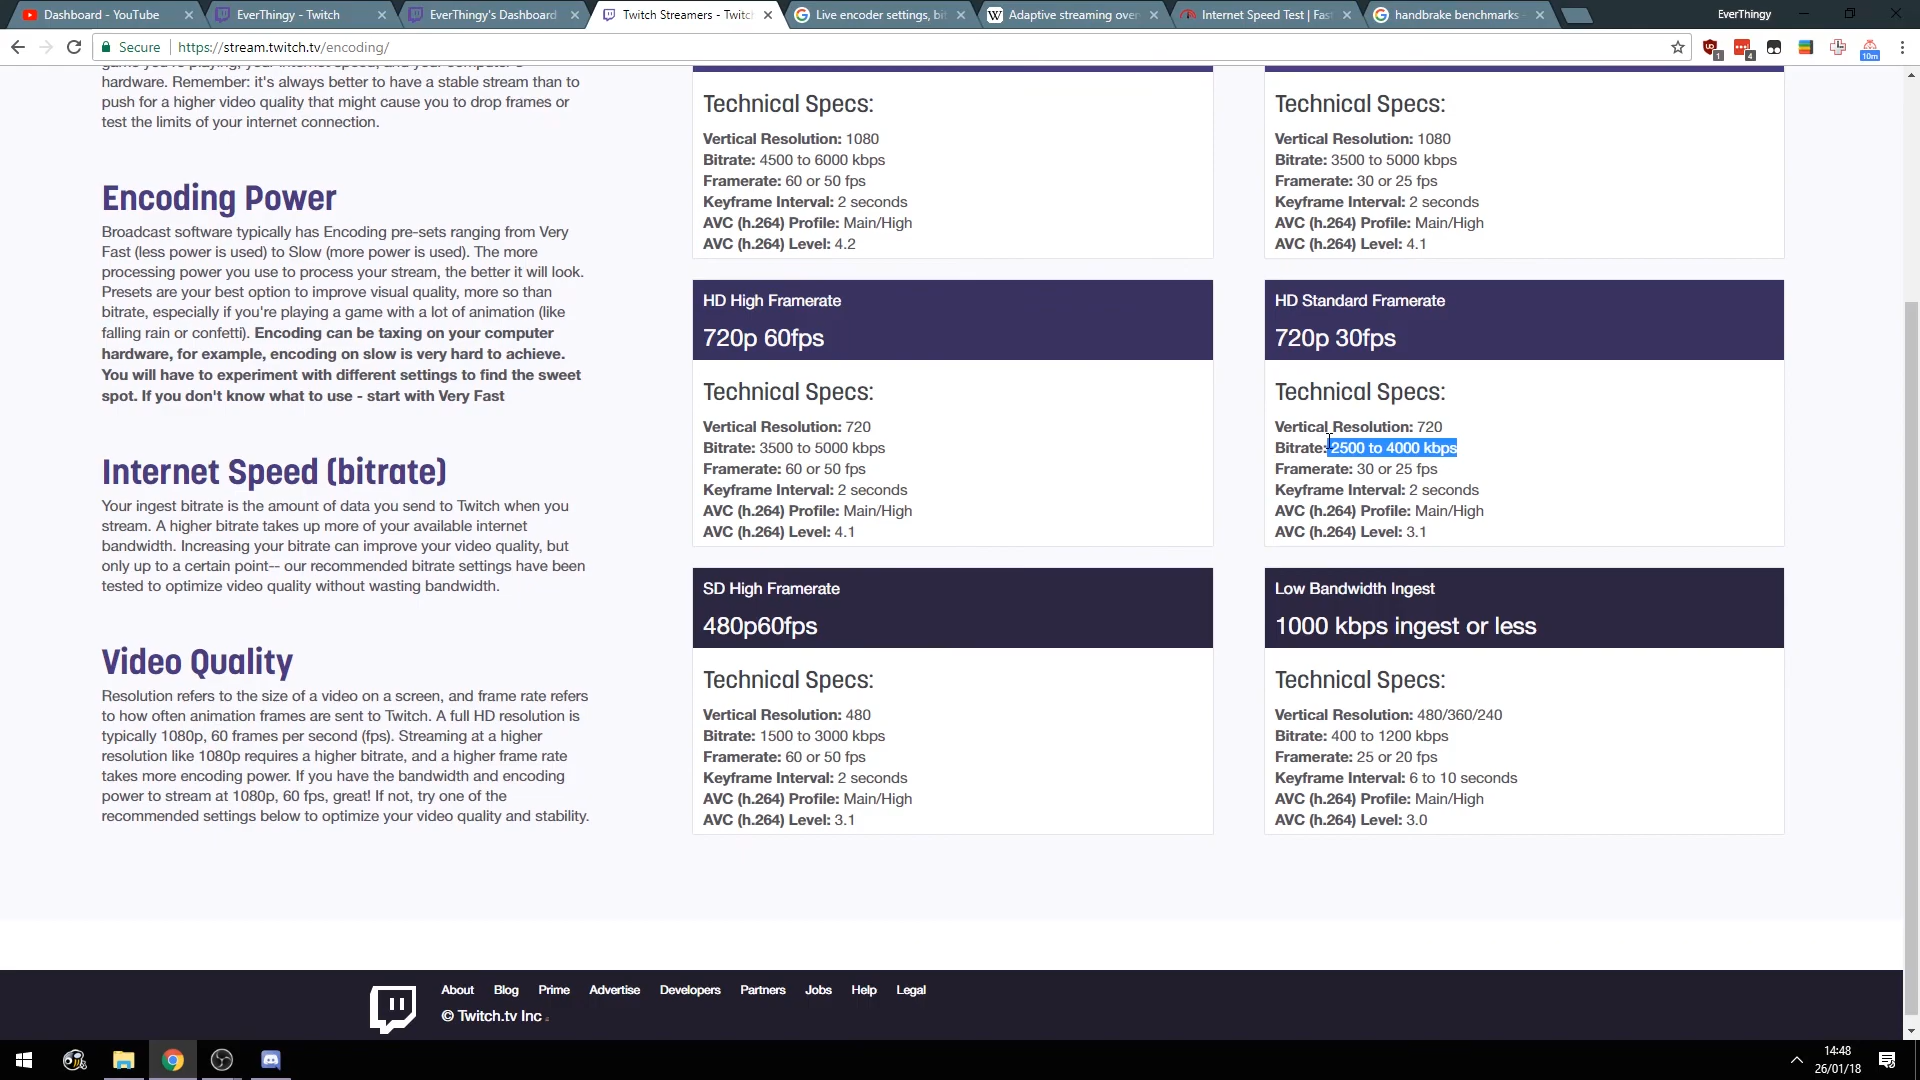 Dashboard - YouTube
EverThingy - Twitch
EverThingy's Dashboard
Twitch Streamers - Twitc
Live encoder settings, bi
Adaptive streaming over
Internet Speed Test | Fas
handbrake benchmarks
EverThingy
Secure
https://stream.twitch.tv/encoding/
1
4
10m
game you're playing, your internet speed, and your computer's
hardware. Remember: it's always better to have a stable stream than to
push for a higher video quality that might cause you to drop frames or
test the limits of your internet connection.
Encoding Power
Broadcast software typically has Encoding pre-sets ranging from Very
Fast (less power is used) to Slow (more power is used). The more
processing power you use to process your stream, the better it will look.
Presets are your best option to improve visual quality, more so than
bitrate, especially if you're playing a game with a lot of animation (like
falling rain or confetti). Encoding can be taxing on your computer
hardware, for example, encoding on slow is very hard to achieve.
You will have to experiment with different settings to find the sweet
spot. If you don't know what to use - start with Very Fast
Internet Speed (bitrate)
Your ingest bitrate is the amount of data you send to Twitch when you
stream. A higher bitrate takes up more of your available internet
bandwidth. Increasing your bitrate can improve your video quality, but
only up to a certain point-- our recommended bitrate settings have been
tested to optimize video quality without wasting bandwidth.
Video Quality
Resolution refers to the size of a video on a screen, and frame rate refers
to how often animation frames are sent to Twitch. A full HD resolution is
typically 1080p, 60 frames per second (fps). Streaming at a higher
resolution like 1080p requires a higher bitrate, and a higher frame rate
takes more encoding power. If you have the bandwidth and encoding
power to stream at 1080p, 60 fps, great! If not, try one of the
recommended settings below to optimize your video quality and stability.
Technical Specs:
Vertical Resolution: 1080
Bitrate: 4500 to 6000 kbps
Framerate: 60 or 50 fps
Keyframe Interval: 2 seconds
AVC (h.264) Profile: Main/High
AVC (h.264) Level: 4.2
Technical Specs:
Vertical Resolution: 1080
Bitrate: 3500 to 5000 kbps
Framerate: 30 or 25 fps
Keyframe Interval: 2 seconds
AVC (h.264) Profile: Main/High
AVC (h.264) Level: 4.1
HD High Framerate
720p 60fps
Technical Specs:
Vertical Resolution: 720
Bitrate: 3500 to 5000 kbps
Framerate: 60 or 50 fps
Keyframe Interval: 2 seconds
AVC (h.264) Profile: Main/High
AVC (h.264) Level: 4.1
HD Standard Framerate
720p 30fps
Technical Specs:
Vertical Resolution: 720
Bitrate: 2500 to 4000 kbps
Framerate: 30 or 25 fps
Keyframe Interval: 2 seconds
AVC (h.264) Profile: Main/High
AVC (h.264) Level: 3.1
SD High Framerate
480p60fps
Technical Specs:
Vertical Resolution: 480
Bitrate: 1500 to 3000 kbps
Framerate: 60 or 50 fps
Keyframe Interval: 2 seconds
AVC (h.264) Profile: Main/High
AVC (h.264) Level: 3.1
Low Bandwidth Ingest
1000 kbps ingest or less
Technical Specs:
Vertical Resolution: 480/360/240
Bitrate: 400 to 1200 kbps
Framerate: 25 or 20 fps
Keyframe Interval: 6 to 10 seconds
AVC (h.264) Profile: Main/High
AVC (h.264) Level: 3.0
About Blog Prime Advertise Developers Partners Jobs Help Legal
© Twitch.tv Inc
14:48
26/01/18